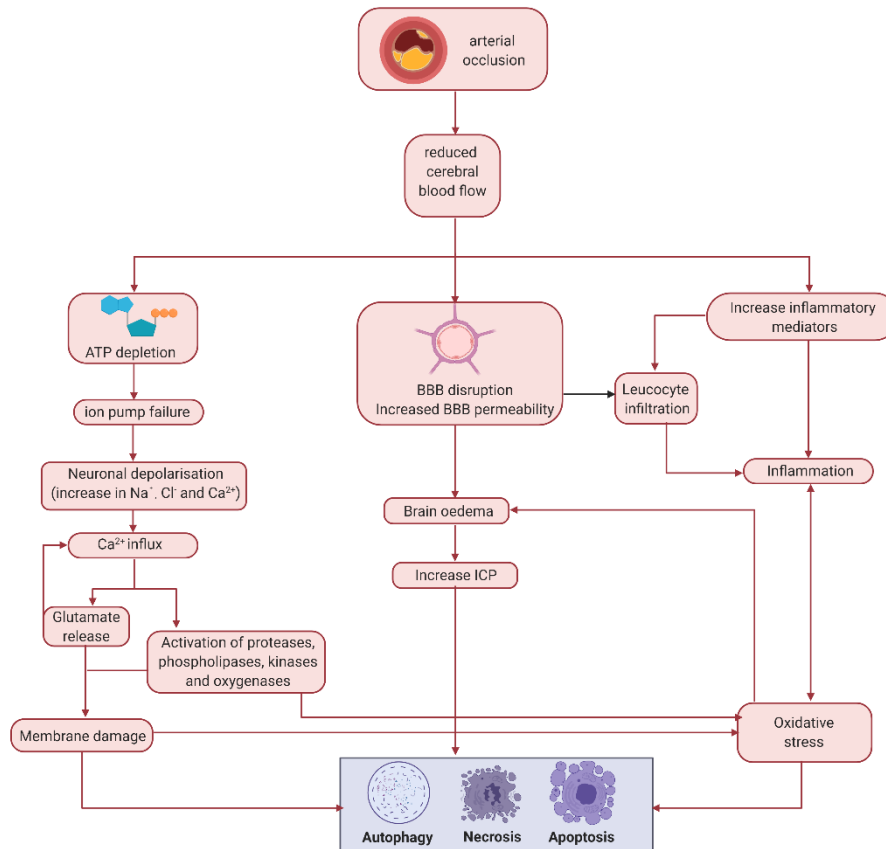 arterial
occlusion
reduced
cerebral
blood flow
ATP depletion
BBB disruption
Increased BBB permeability
Increase inflammatory
mediators
Leucocyte
infiltration
ion pump failure
Neuronal depolarisation
(increase in Na⁺, Cl⁻ and Ca²⁺)
Inflammation
Brain oedema
Ca²⁺ influx
Increase ICP
Glutamate
release
Activation of proteases,
phospholipases, kinases
and oxygenases
Membrane damage
Oxidative
stress
Autophagy
Necrosis
Apoptosis